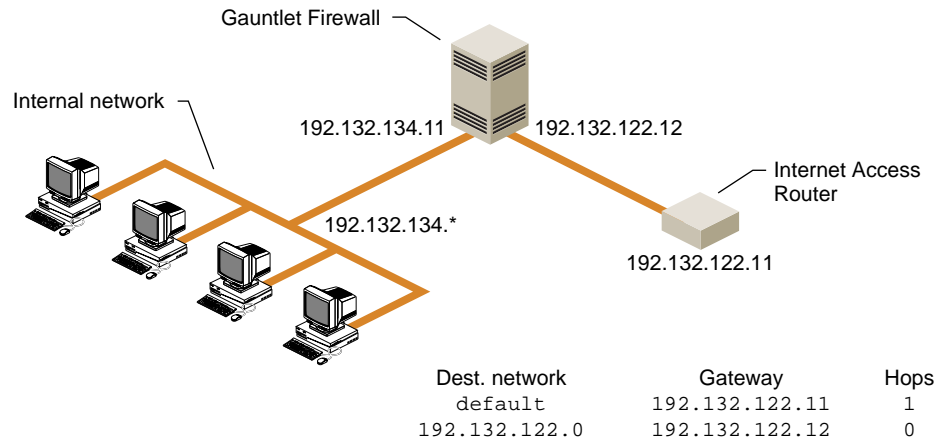 Gauntlet Firewall
Internal network
192.132.134.11
192.132.122.12
Internet Access
Router
192.132.134.*
192.132.122.11
Dest. network Gateway Hops
default 192.132.122.11 1
192.132.122.0 192.132.122.12 0